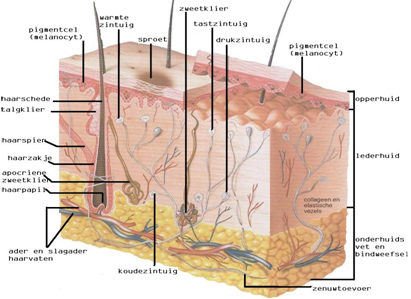 zweetklier
warmte
zintuig
tastzintuig
pigmentcel
(melanocyt)
sproet
drukzintuig
pigmentcel
(melanocyt)
haarschede
talgklier
opperhuid
haarspier
lederhuid
haarzakje
apocriene
zweetklier
haarpapil
collageen en
elastische
vezels
ader en slagader
haarvaten
onderhuids
vet en
bindweefsel
koudezintuig
zenuwtoevoer